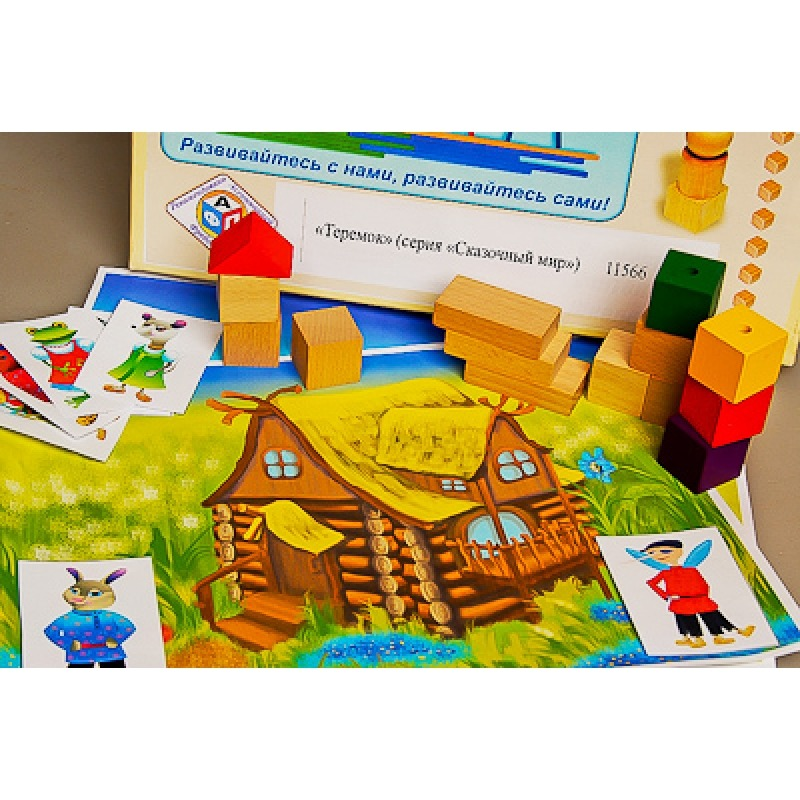 Развивайтесь с нами, развивайтесь сами!
А
П
«Теремок» (серия «Сказочный мир») 11566